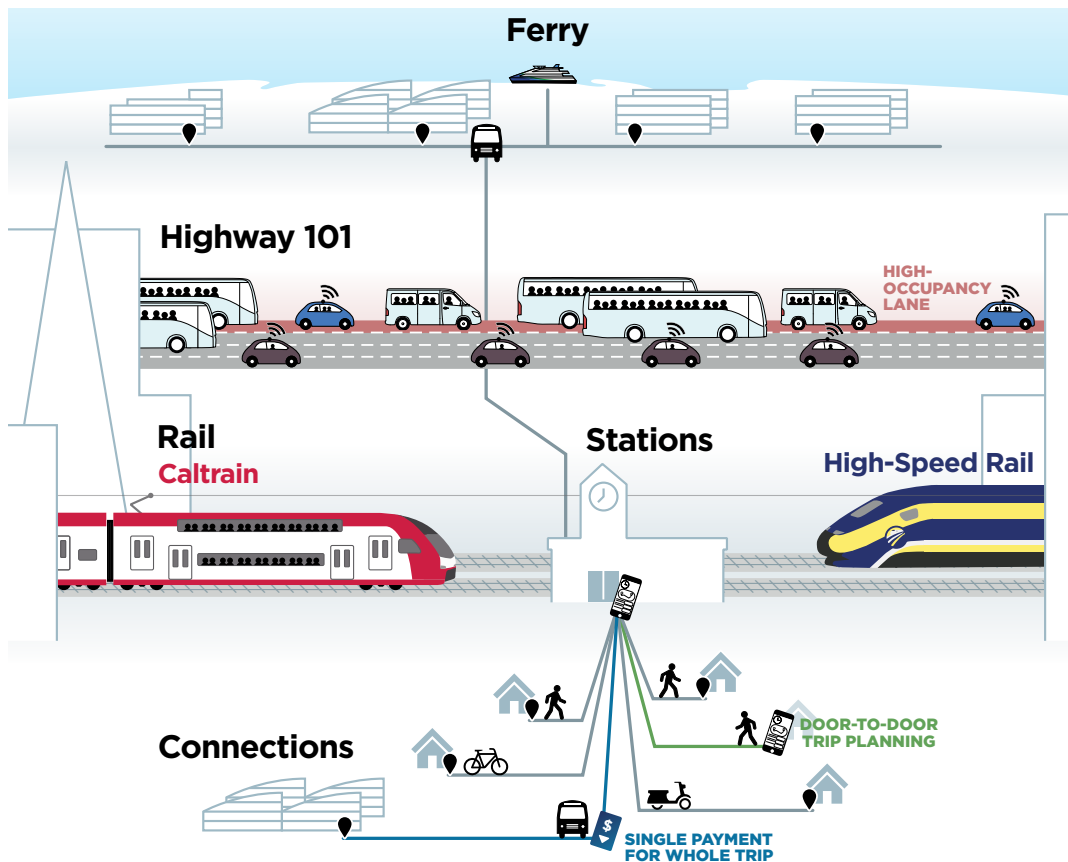 Ferry
Highway 101
HIGH-
OCCUPANCY
LANE
Rail
Caltrain
Stations
High-Speed Rail
Connections
DOOR-TO-DOOR
TRIP PLANNING
$
SINGLE PAYMENT
FOR WHOLE TRIP